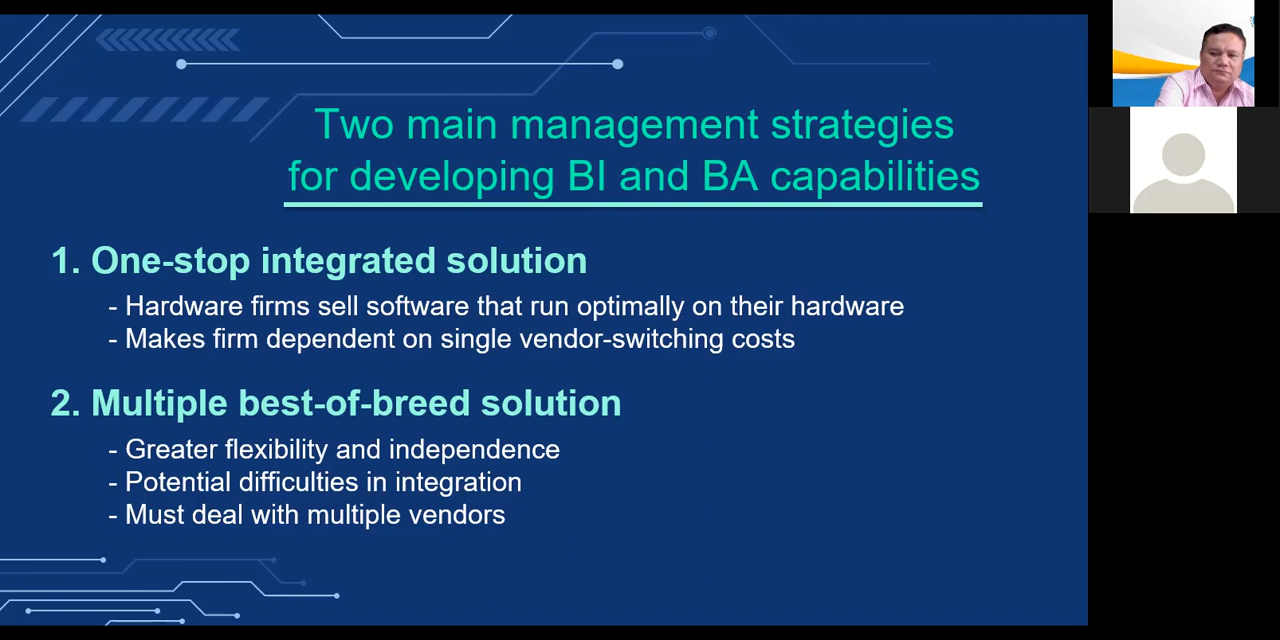 Two main management strategies
for developing BI and BA capabilities
1. One-stop integrated solution
- Hardware firms sell software that run optimally on their hardware
- Makes firm dependent on single vendor-switching costs
2. Multiple best-of-breed solution
- Greater flexibility and independence
- Potential difficulties in integration
- Must deal with multiple vendors